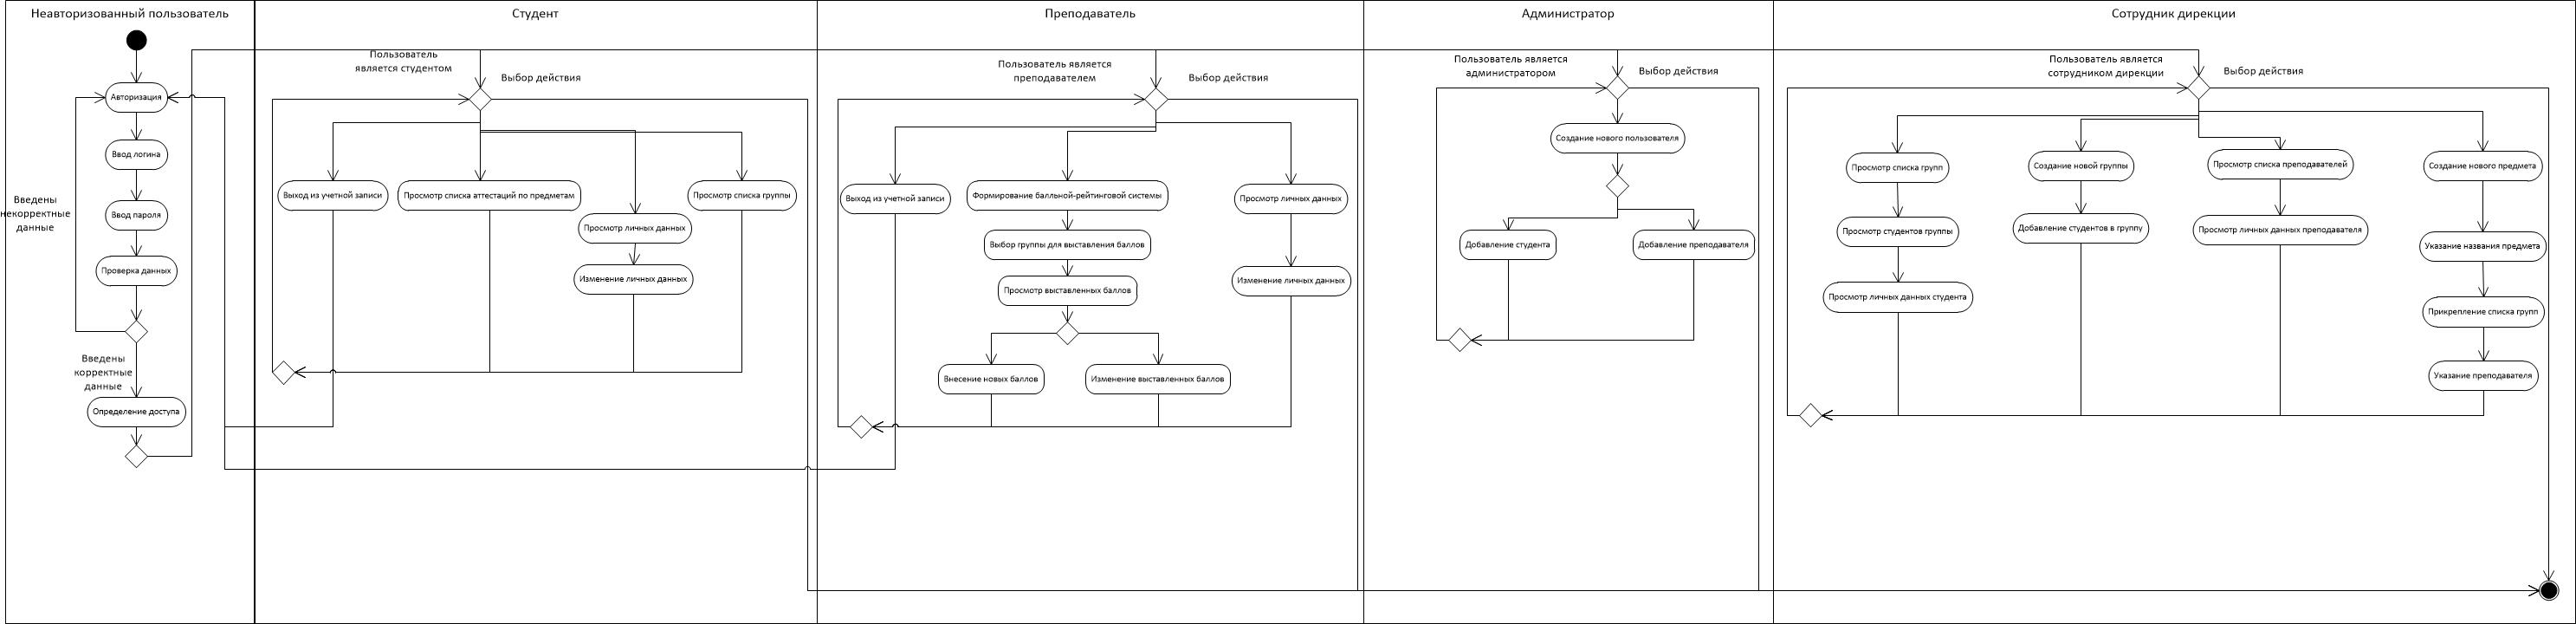 Неавторизованный пользователь
Студент
Преподаватель
Администратор
Сотрудник дирекции
Авторизация
Ввод логина
Ввод пароля
Проверка данных
Введены
некорректные
данные
Введены
корректные
данные
Определение доступа
Пользователь
является студентом
Выбор действия
Выход из учетной записи
Просмотр списка аттестаций по предметам
Просмотр личных данных
Изменение личных данных
Просмотр списка группы
Пользователь является
преподавателем
Выбор действия
Выход из учетной записи
Формирование балльной-рейтинговой системы
Выбор группы для выставления баллов
Просмотр выставленных баллов
Внесение новых баллов
Изменение выставленных баллов
Просмотр личных данных
Изменение личных данных
Пользователь является
администратором
Выбор действия
Создание нового пользователя
Добавление студента
Добавление преподавателя
Пользователь является
сотрудником дирекции
Выбор действия
Просмотр списка групп
Просмотр студентов группы
Просмотр личных данных студента
Создание новой группы
Добавление студентов в группу
Просмотр списка преподавателей
Просмотр личных данных преподавателя
Создание нового предмета
Указание названия предмета
Прикрепление списка групп
Указание преподавателя